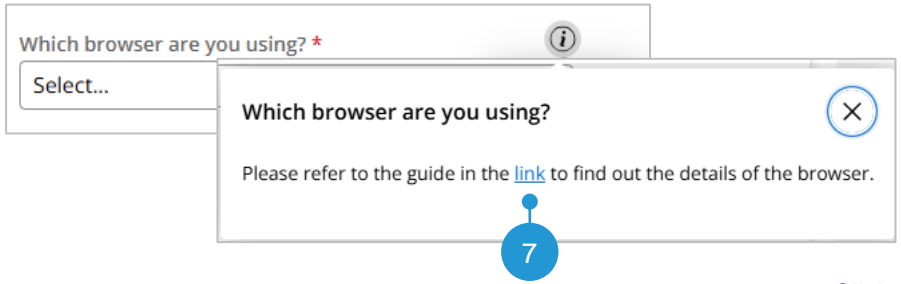 Which browser are you using? *
Select...
Which browser are you using?
Please refer to the guide in the link to find out the details of the browser.
7